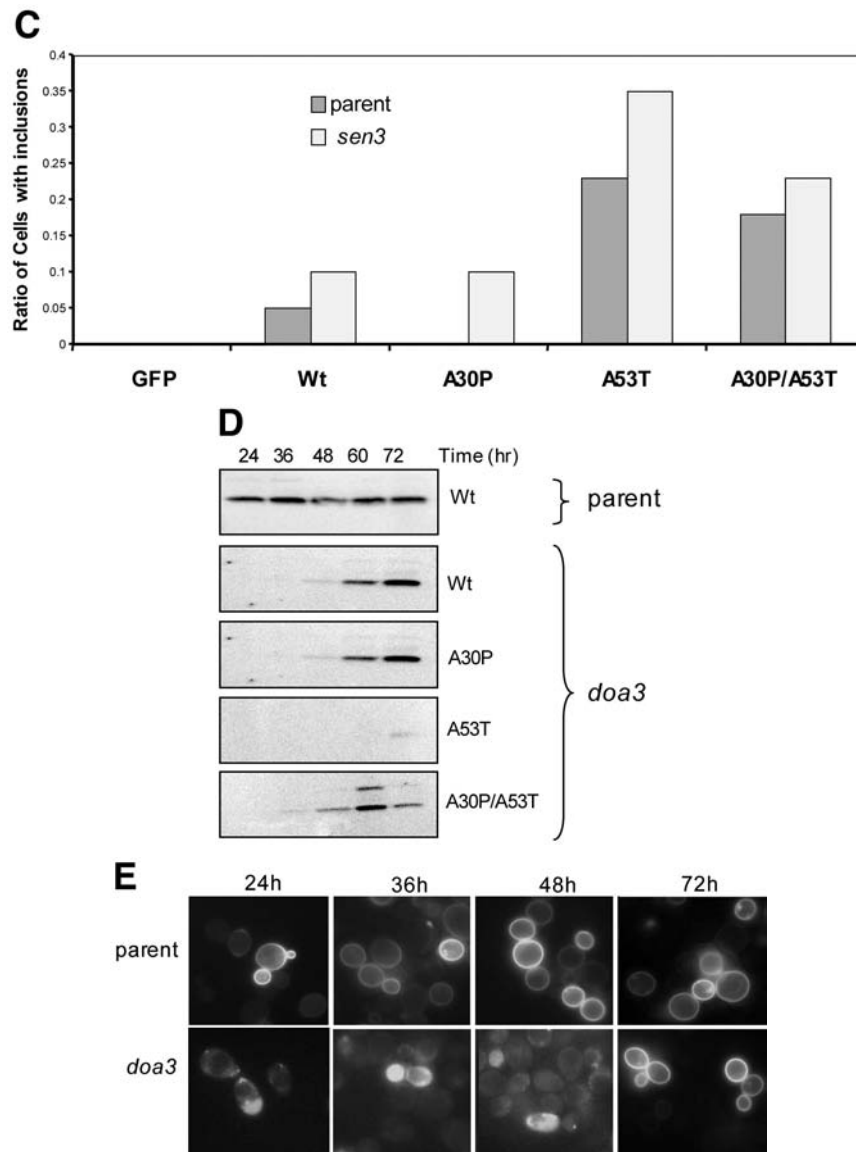 C
Ratio of Cells with inclusions
0.4
0.35
0.3
0.25
0.2
0.15
0.1
0.05
0
parent
sen3
GFP Wt A30P A53T A30P/A53T
D
24 36 48 60 72 Time (hr)
Wt
parent
Wt
A30P
A53T
A30P/A53T
doa3
E
24h 36h 48h 72h
parent
doa3